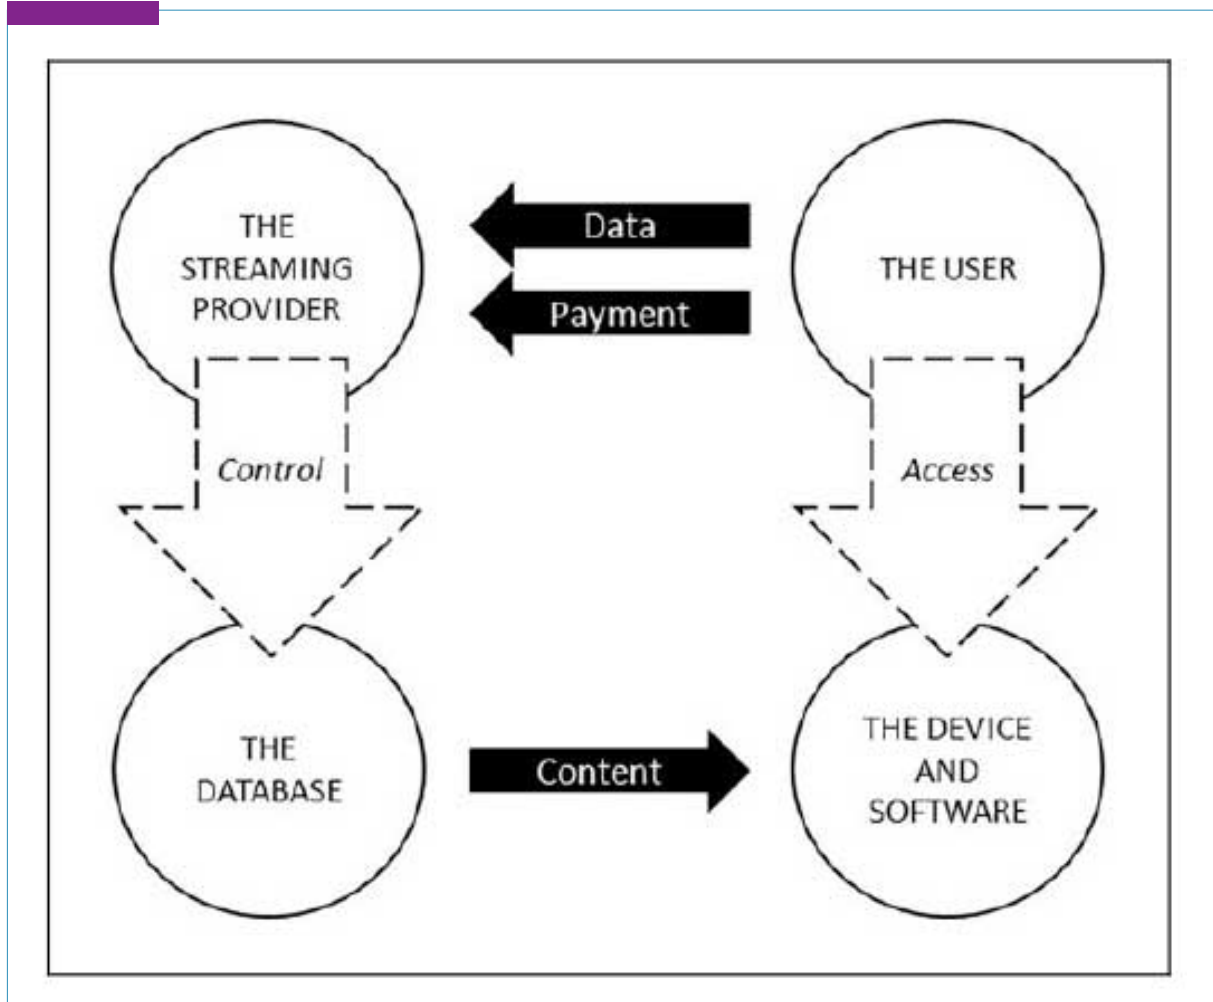 THE
STREAMING
PROVIDER
Data
Payment
THE USER
Control
Access
THE
DATABASE
Content
THE DEVICE
AND
SOFTWARE